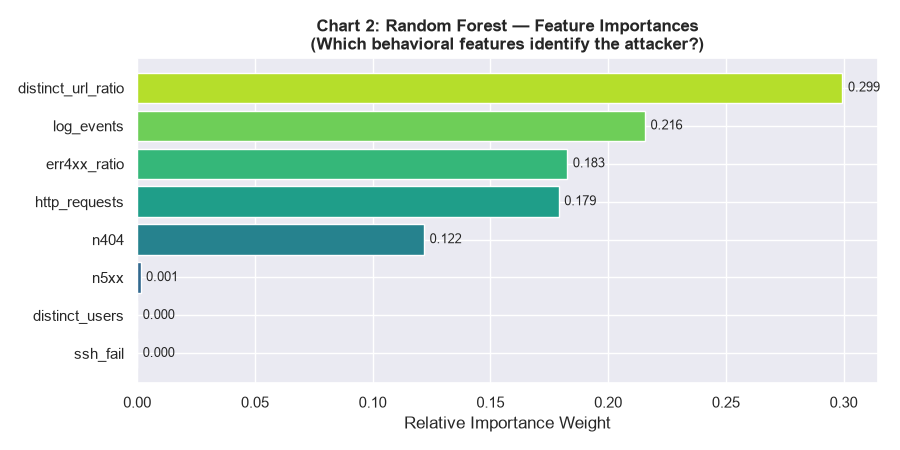 Chart 2: Random Forest — Feature Importances
(Which behavioral features identify the attacker?)
distinct_url_ratio 0.299
log_events 0.216
err4xx_ratio 0.183
http_requests 0.179
n404 0.122
n5xx 0.001
distinct_users 0.000
ssh_fail 0.000
0.00 0.05 0.10 0.15 0.20 0.25 0.30
Relative Importance Weight